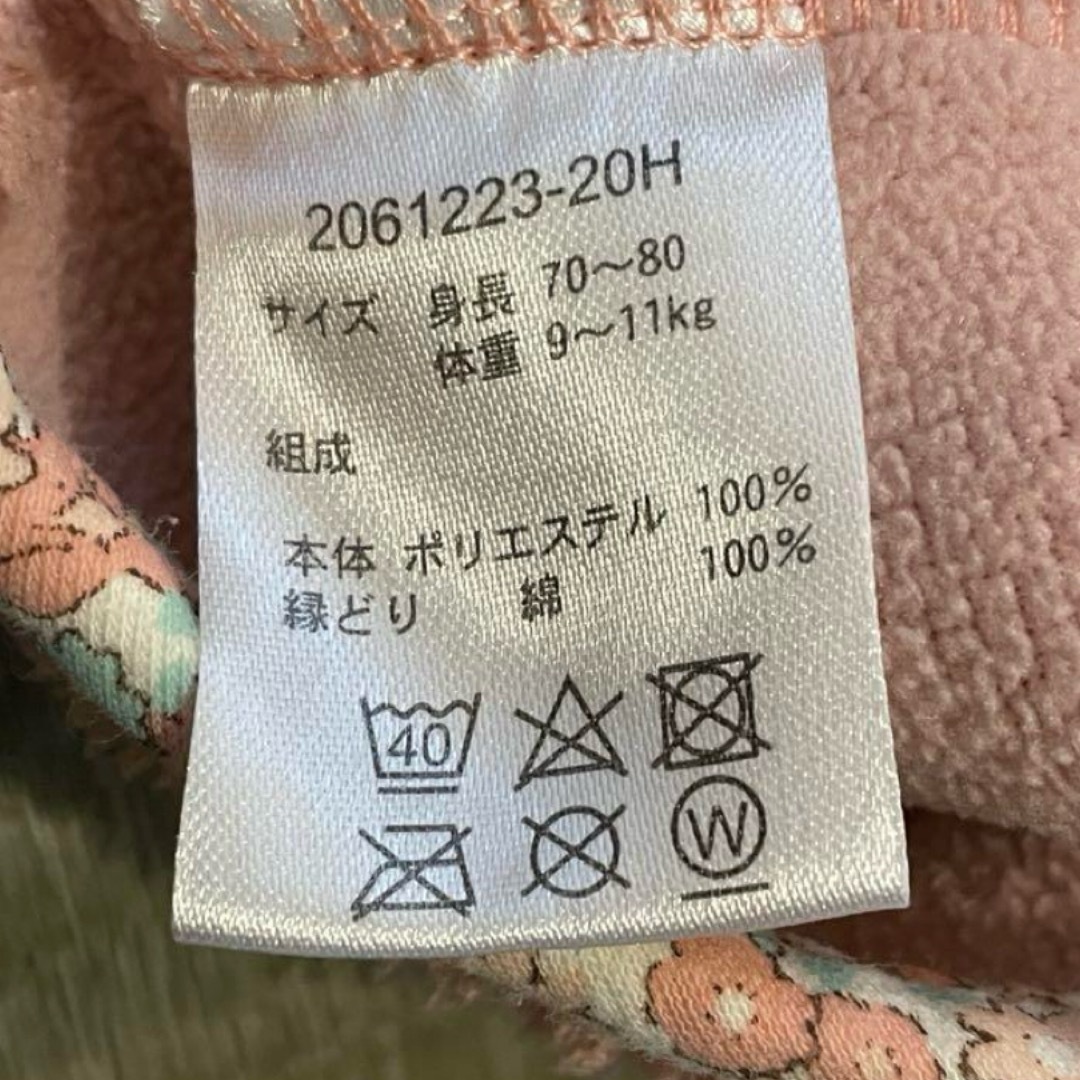 2061223-20H
サイズ 身長 70～80
体重 9～11kg
組成
本体 ポリエステル 100%
縁どり 綿 100%
40
W